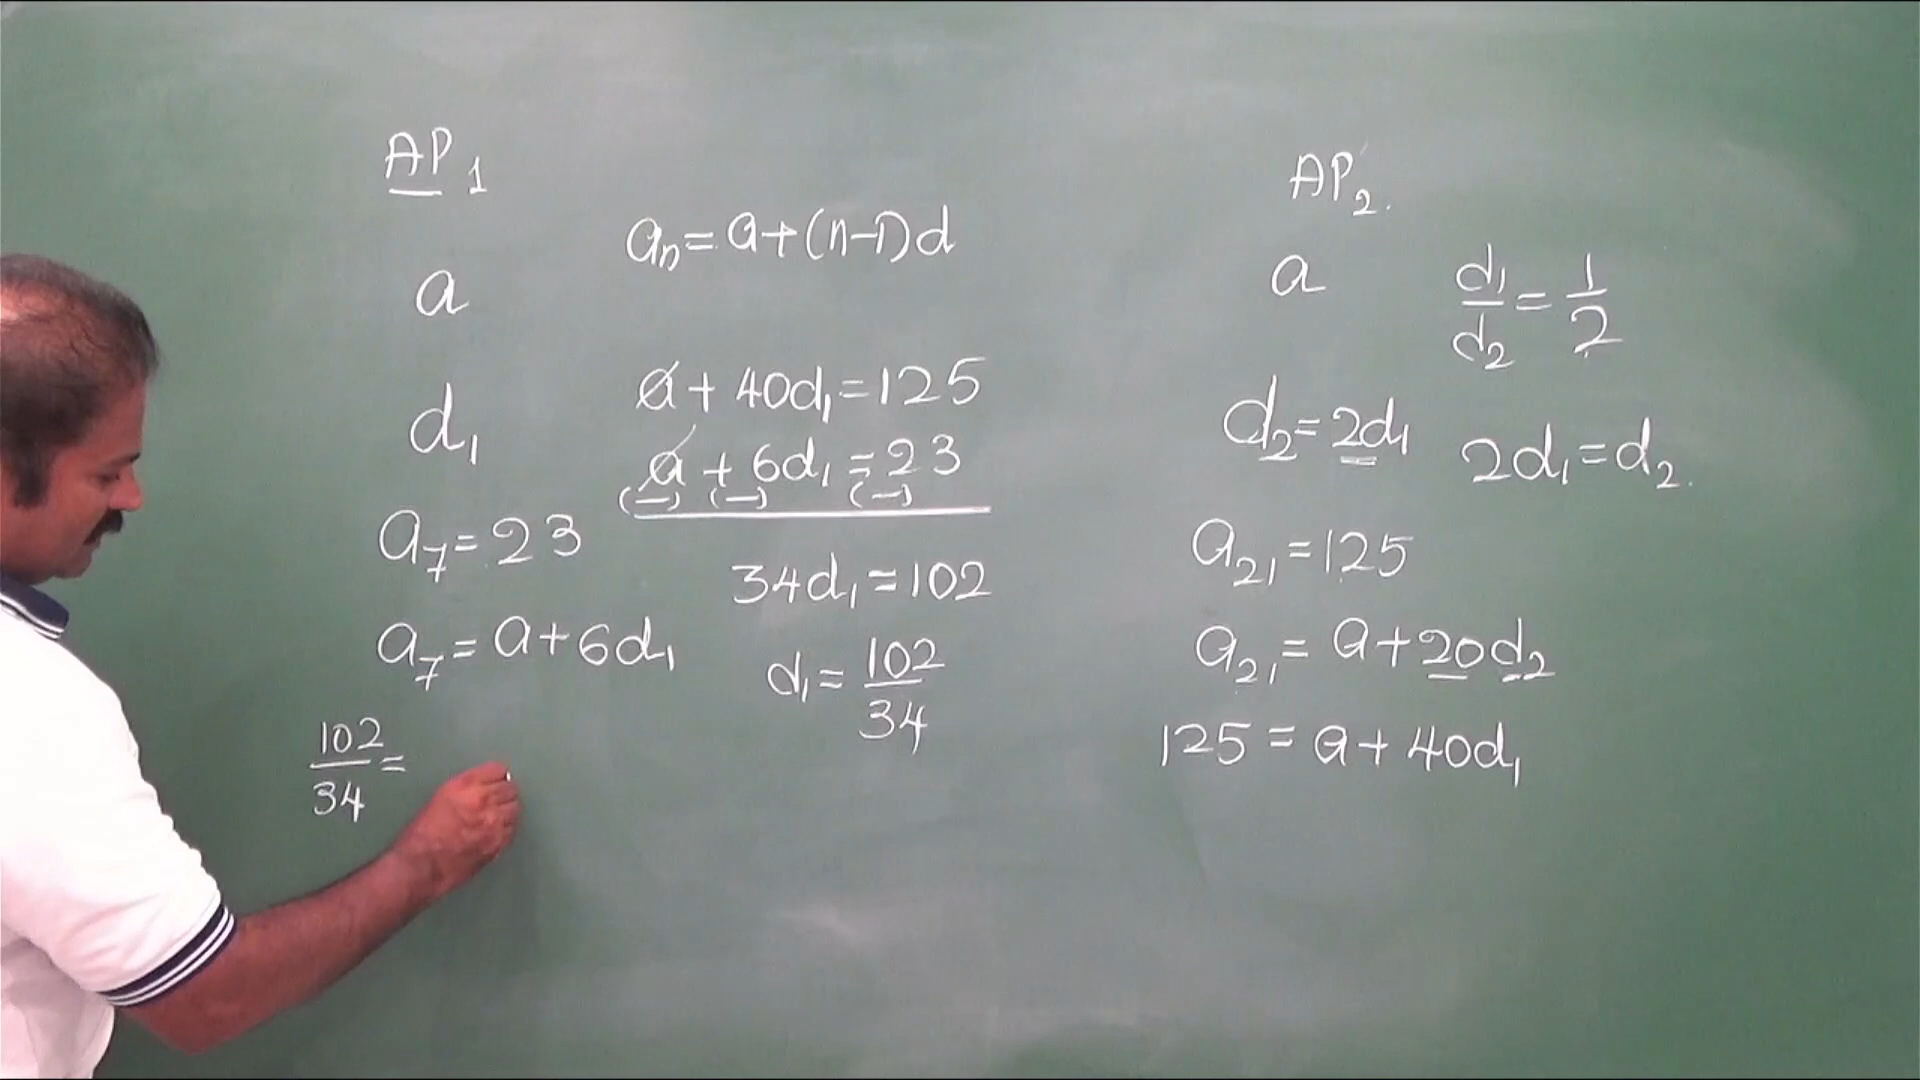 AP₁
a
d₁
a₇=23
a₇=a+6d₁
102/34=
aₙ=a+(n-1)d
a+40d₁=125
a+6d₁=23
(-) (-) (-)
34d₁=102
d₁=102/34
AP₂.
a
d₁/d₂=1/2
d₂=2d₁
2d₁=d₂.
a₂₁=125
a₂₁=a+20d₂
125=a+40d₁